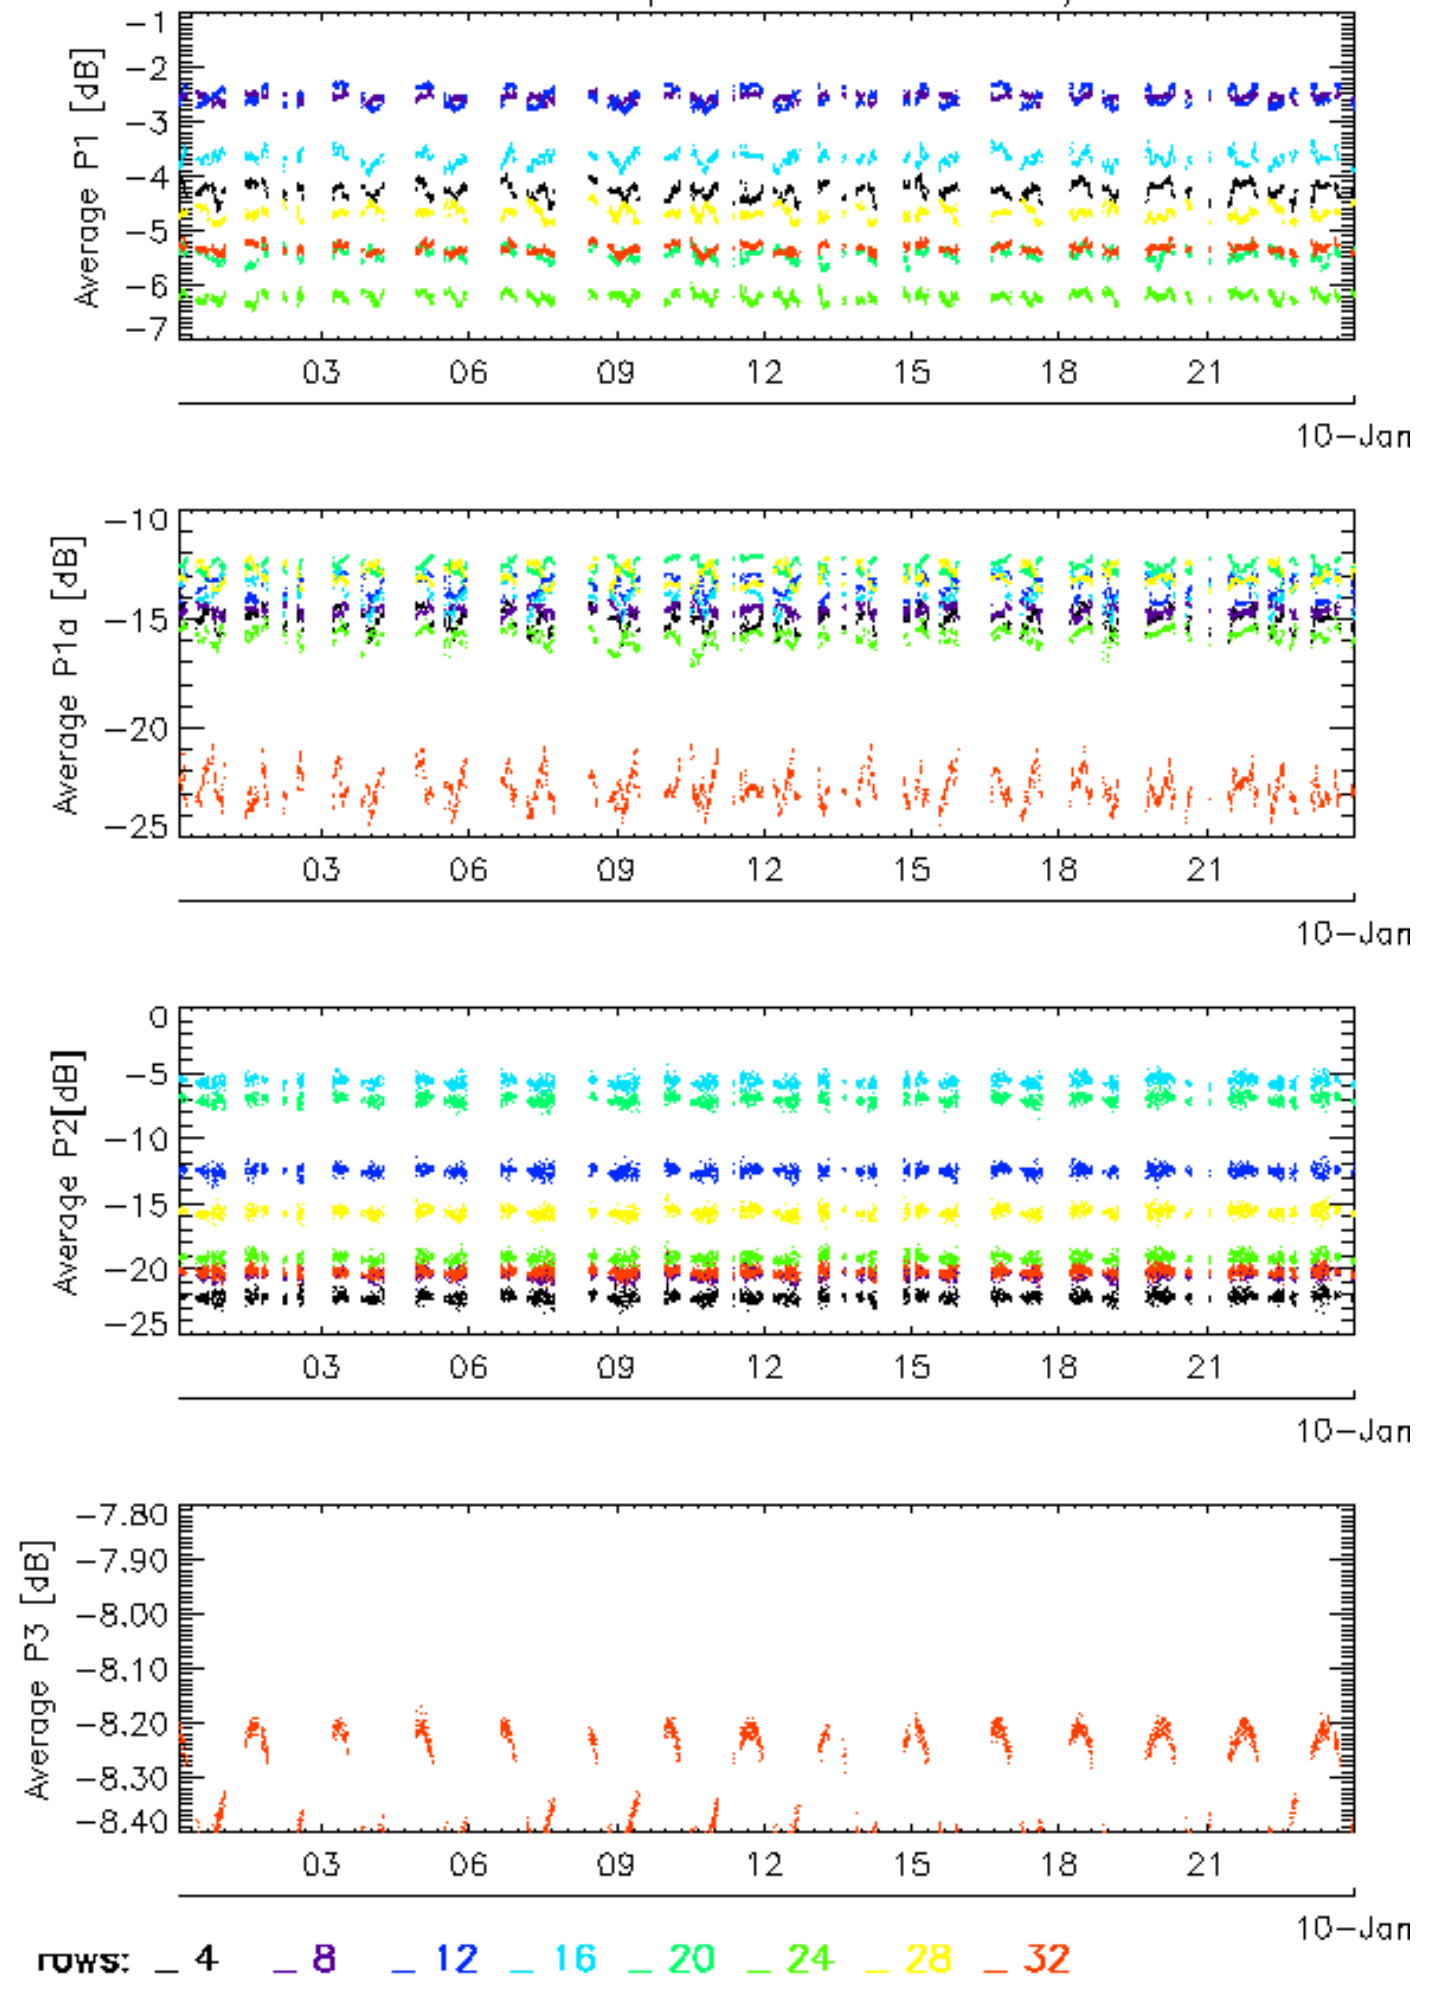 Average P1 [dB]
−1
−2
−3
−4
−5
−6
−7
03 06 09 12 15 18 21
10−Jan
Average P1a [dB]
−10
−15
−20
−25
03 06 09 12 15 18 21
10−Jan
Average P2[dB]
0
−5
−10
−15
−20
−25
03 06 09 12 15 18 21
10−Jan
Average P3 [dB]
−7.80
−7.90
−8.00
−8.10
−8.20
−8.30
−8.40
03 06 09 12 15 18 21
10−Jan
rows: _ 4 _ 8 _ 12 _ 16 _ 20 _ 24 _ 28 _ 32